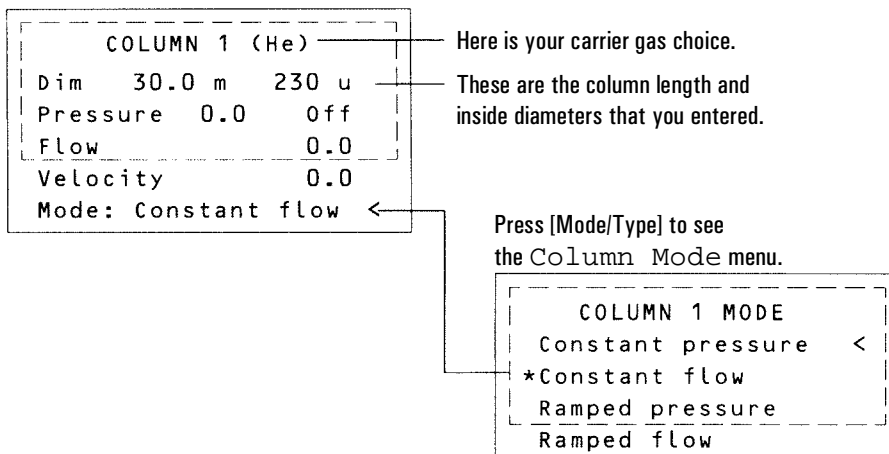 COLUMN 1 (He)
Here is your carrier gas choice.
Dim 30.0 m 230 u
These are the column length and
inside diameters that you entered.
Pressure 0.0 Off
Flow 0.0
Velocity 0.0
Mode: Constant flow <
Press [Mode/Type] to see
the Column Mode menu.
COLUMN 1 MODE
Constant pressure <
*Constant flow
Ramped pressure
Ramped flow